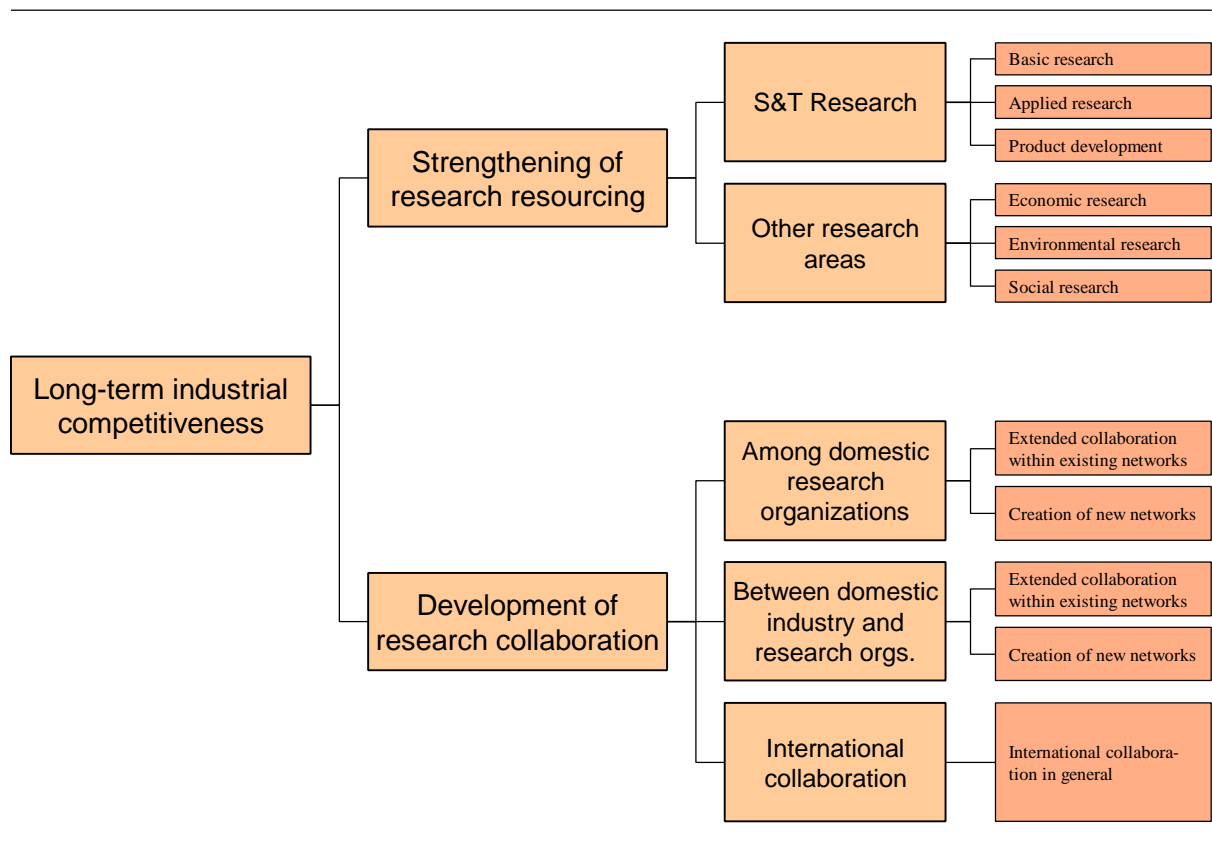 Long-term industrial
competitiveness
Strengthening of
research resourcing
S&T Research
Basic research
Applied research
Product development
Other research
areas
Economic research
Environmental research
Social research
Development of
research collaboration
Among domestic
research
organizations
Extended collaboration
within existing networks
Creation of new networks
Between domestic
industry and
research orgs.
Extended collaboration
within existing networks
Creation of new networks
International
collaboration
International collabora-
tion in general